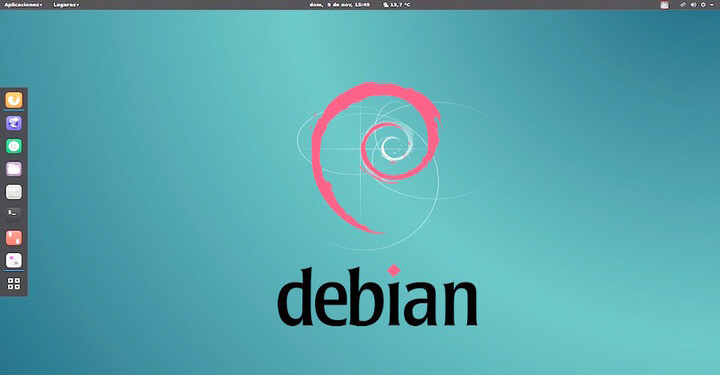 Aplicaciones▾ Lugares▾ dom, 9 de nov, 15:49 13,7 °C
$_
debian